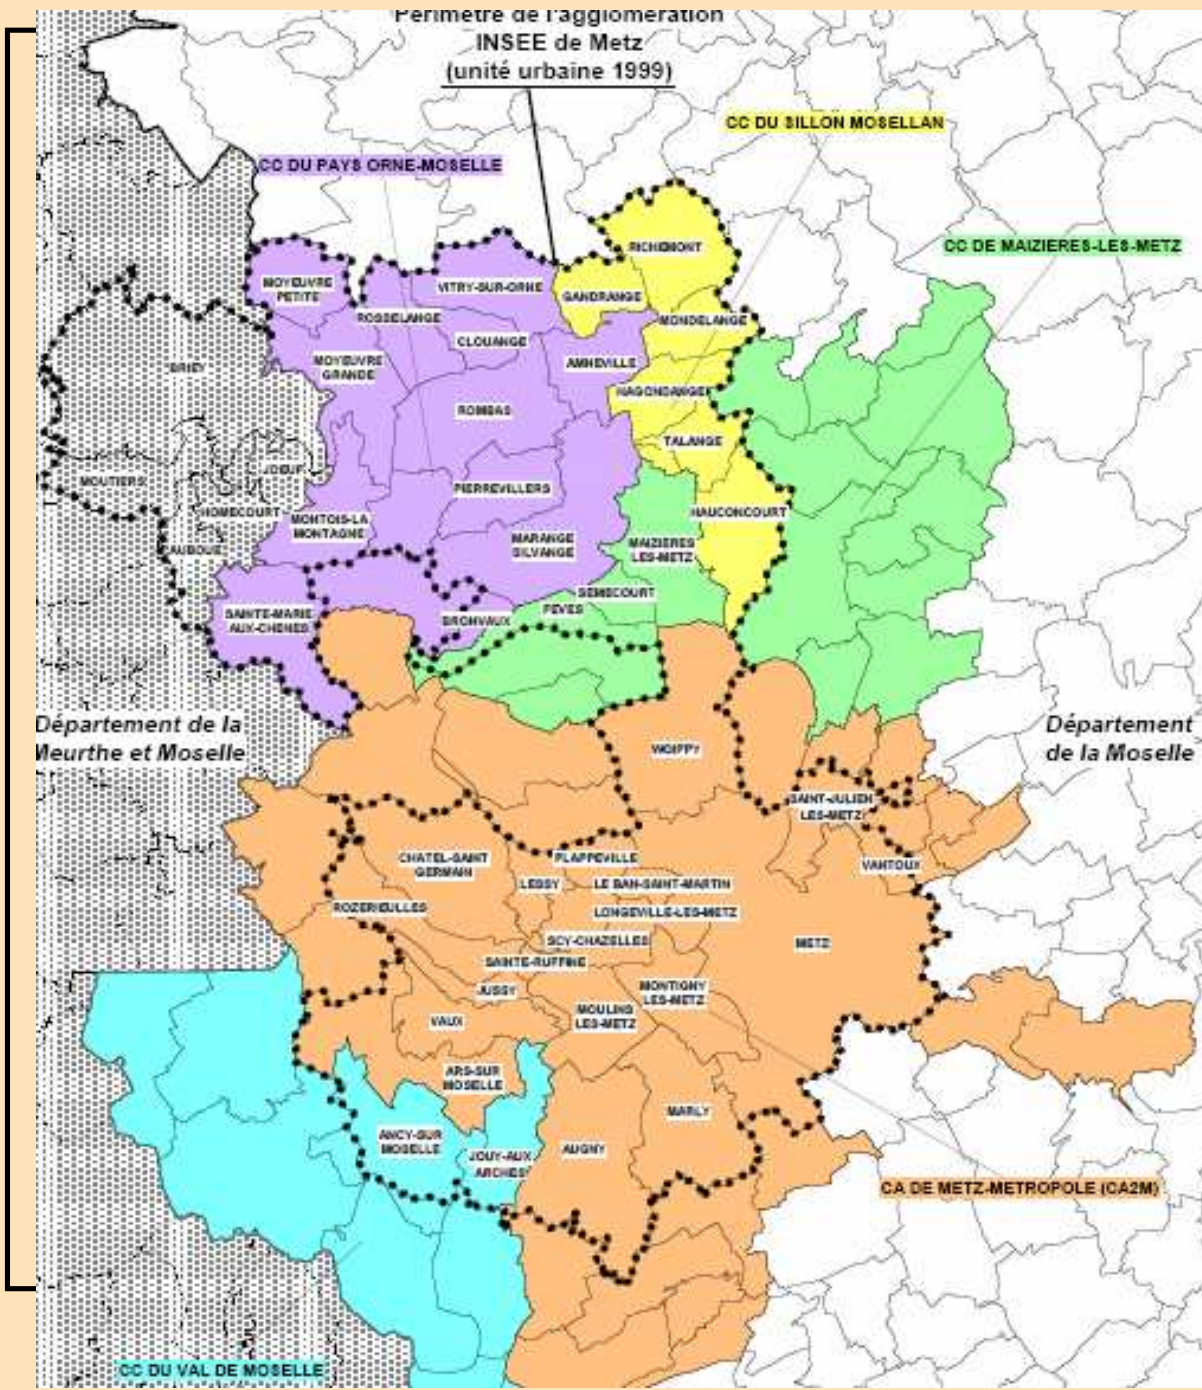 Périmètre de l'agglomération
INSEE de Metz
(unité urbaine 1999)
CC DU SILLON MOSELLAN
CC DU PAYS ORNE-MOSELLE
CC DE MAIZIERES-LES-METZ
RICHEMONT
MOYEUVRE
PETITE
VITRY-SUR-ORNE
GANDRANGE
ROSSELANGE
MONDELANGE
CLOUANGE
MOYEUVRE
GRANDE
AMNEVILLE
BRIEY
HAGONDANGE
ROMBAS
TALANGE
JOEUF
MOUTIERS
PIERREVILLERS
HOMECOURT
HAUCONCOURT
MONTOIS-LA
MONTAGNE
MARANGE
SILVANGE
MAIZIERES
LES-METZ
AUBOUE
SEMECOURT
FEVES
SAINTE-MARIE
AUX-CHENES
BRONVAUX
Département de la
Meurthe et Moselle
Département
de la Moselle
WOIPPY
SAINT-JULIEN
LES-METZ
CHATEL-SAINT
GERMAIN
PLAPPEVILLE
VANTOUX
LESSY
LE BAN-SAINT-MARTIN
ROZERIEULLES
LONGEVILLE-LES-METZ
SCY-CHAZELLES
METZ
SAINTE-RUFFINE
JUSSY
MONTIGNY
LES-METZ
MOULINS
LES-METZ
VAUX
ARS-SUR
MOSELLE
MARLY
ANCY-SUR
MOSELLE
AUGNY
JOUY-AUX
ARCHES
CA DE METZ-METROPOLE (CA2M)
CC DU VAL DE MOSELLE